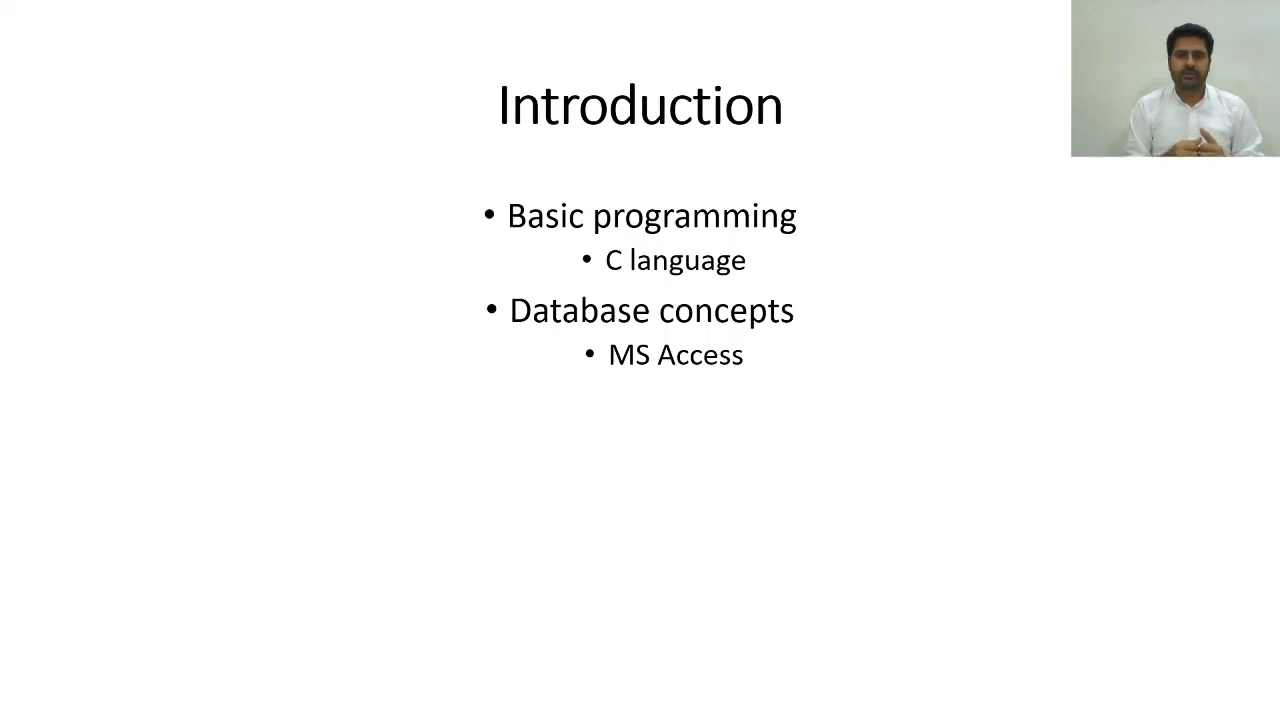 Introduction
• Basic programming
• C language
• Database concepts
• MS Access